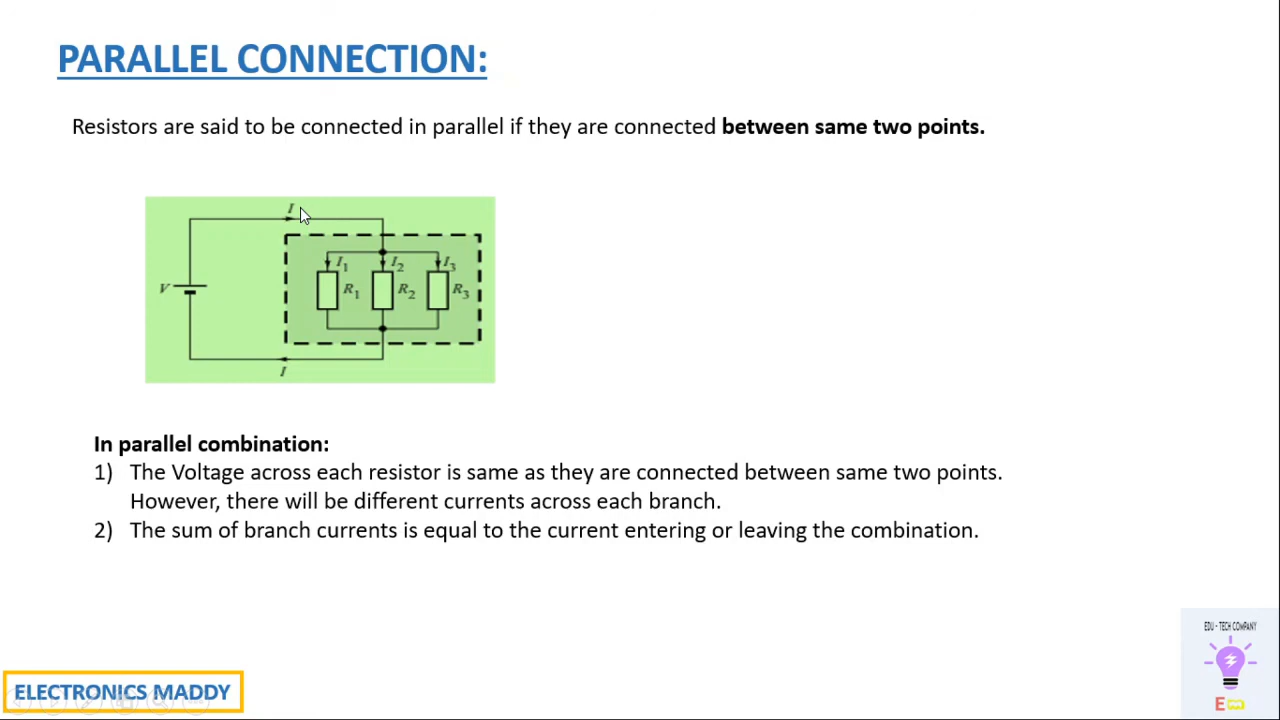 PARALLEL CONNECTION:
Resistors are said to be connected in parallel if they are connected between same two points.
I
I1 I2 I3
V R1 R2 R3
I
In parallel combination:
1) The Voltage across each resistor is same as they are connected between same two points.
However, there will be different currents across each branch.
2) The sum of branch currents is equal to the current entering or leaving the combination.
EDU - TECH COMPANY
Em
ELECTRONICS MADDY